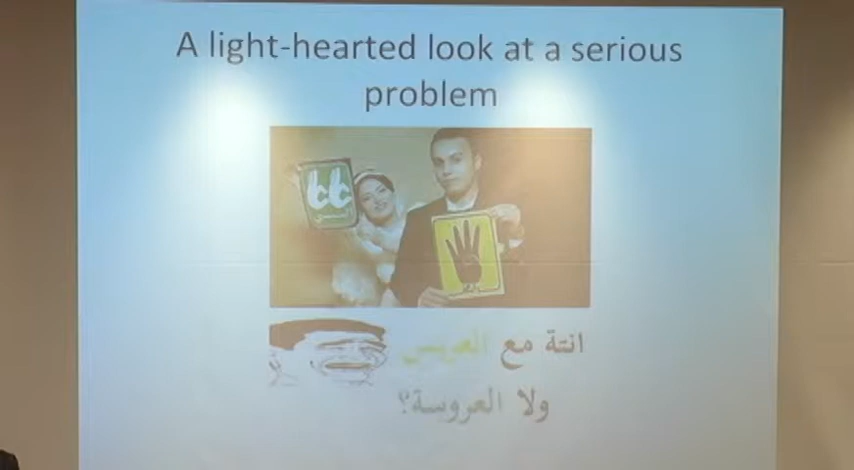 A light-hearted look at a serious
problem
انتة مع العريس
ولا العروسة؟